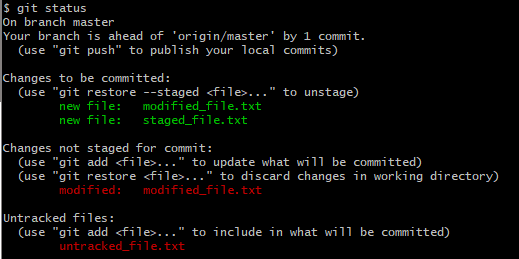 $ git status
On branch master
Your branch is ahead of 'origin/master' by 1 commit.
  (use "git push" to publish your local commits)

Changes to be committed:
  (use "git restore --staged <file>..." to unstage)
        new file:   modified_file.txt
        new file:   staged_file.txt

Changes not staged for commit:
  (use "git add <file>..." to update what will be committed)
  (use "git restore <file>..." to discard changes in working directory)
        modified:   modified_file.txt

Untracked files:
  (use "git add <file>..." to include in what will be committed)
        untracked_file.txt